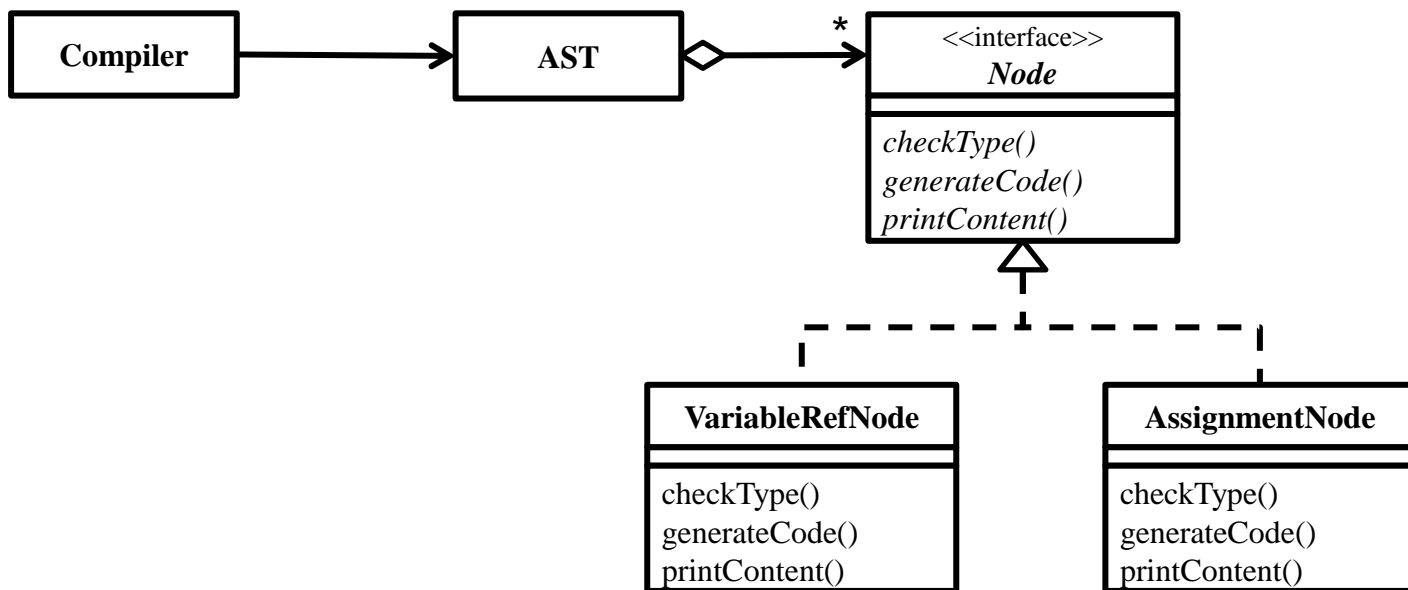 Compiler
AST
*
<<interface>>
Node
checkType()
generateCode()
printContent()
VariableRefNode
checkType()
generateCode()
printContent()
AssignmentNode
checkType()
generateCode()
printContent()